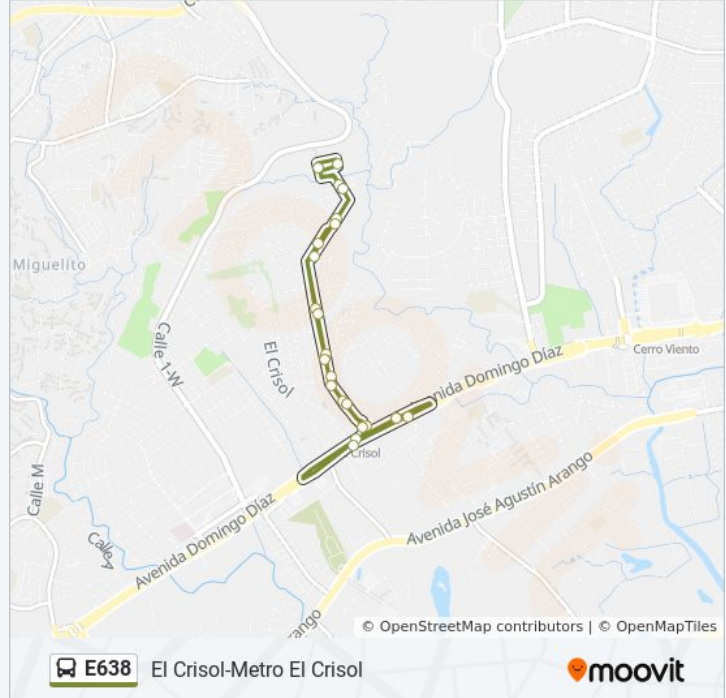 Miguelito
Calle 1-W
El Crisol
Cerro Viento
Avenida Domingo Díaz
Crisol
Calle M
Avenida José Agustín Arango
Avenida Domingo Díaz
© OpenStreetMap contributors | © OpenMapTiles
E638 El Crisol-Metro El Crisol
moovit